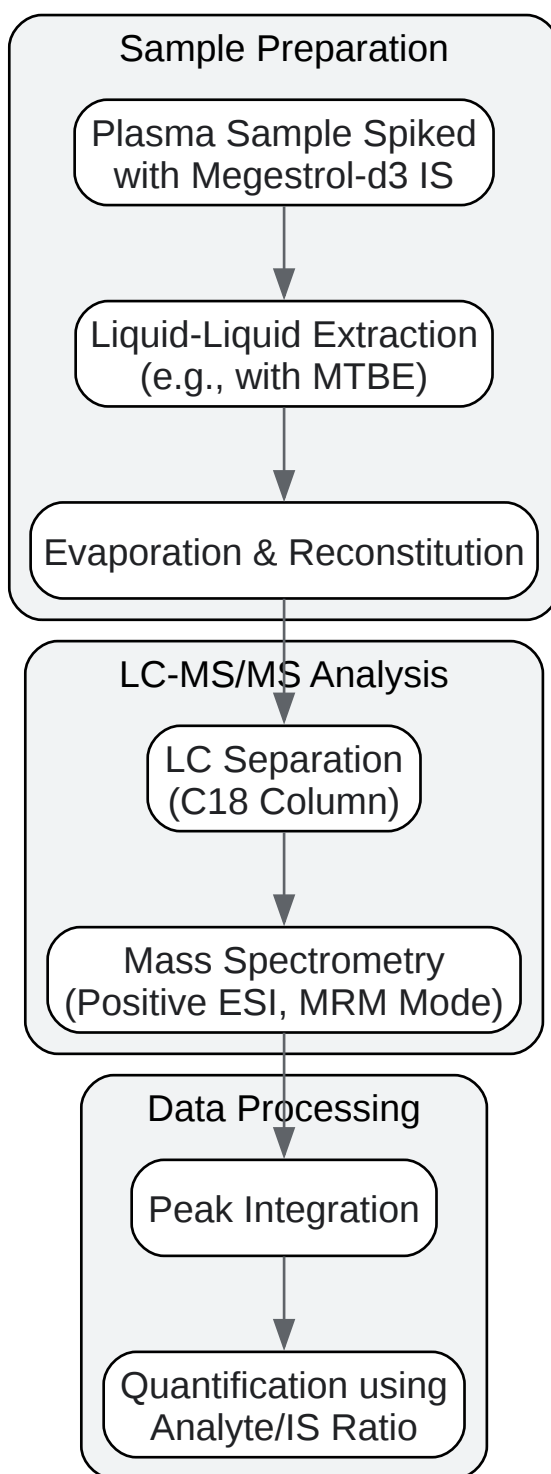 Sample Preparation
Plasma Sample Spiked
with Megestrol-d3 IS
Liquid-Liquid Extraction
(e.g., with MTBE)
Evaporation & Reconstitution
LC-MS/MS Analysis
LC Separation
(C18 Column)
Mass Spectrometry
(Positive ESI, MRM Mode)
Data Processing
Peak Integration
Quantification using
Analyte/IS Ratio